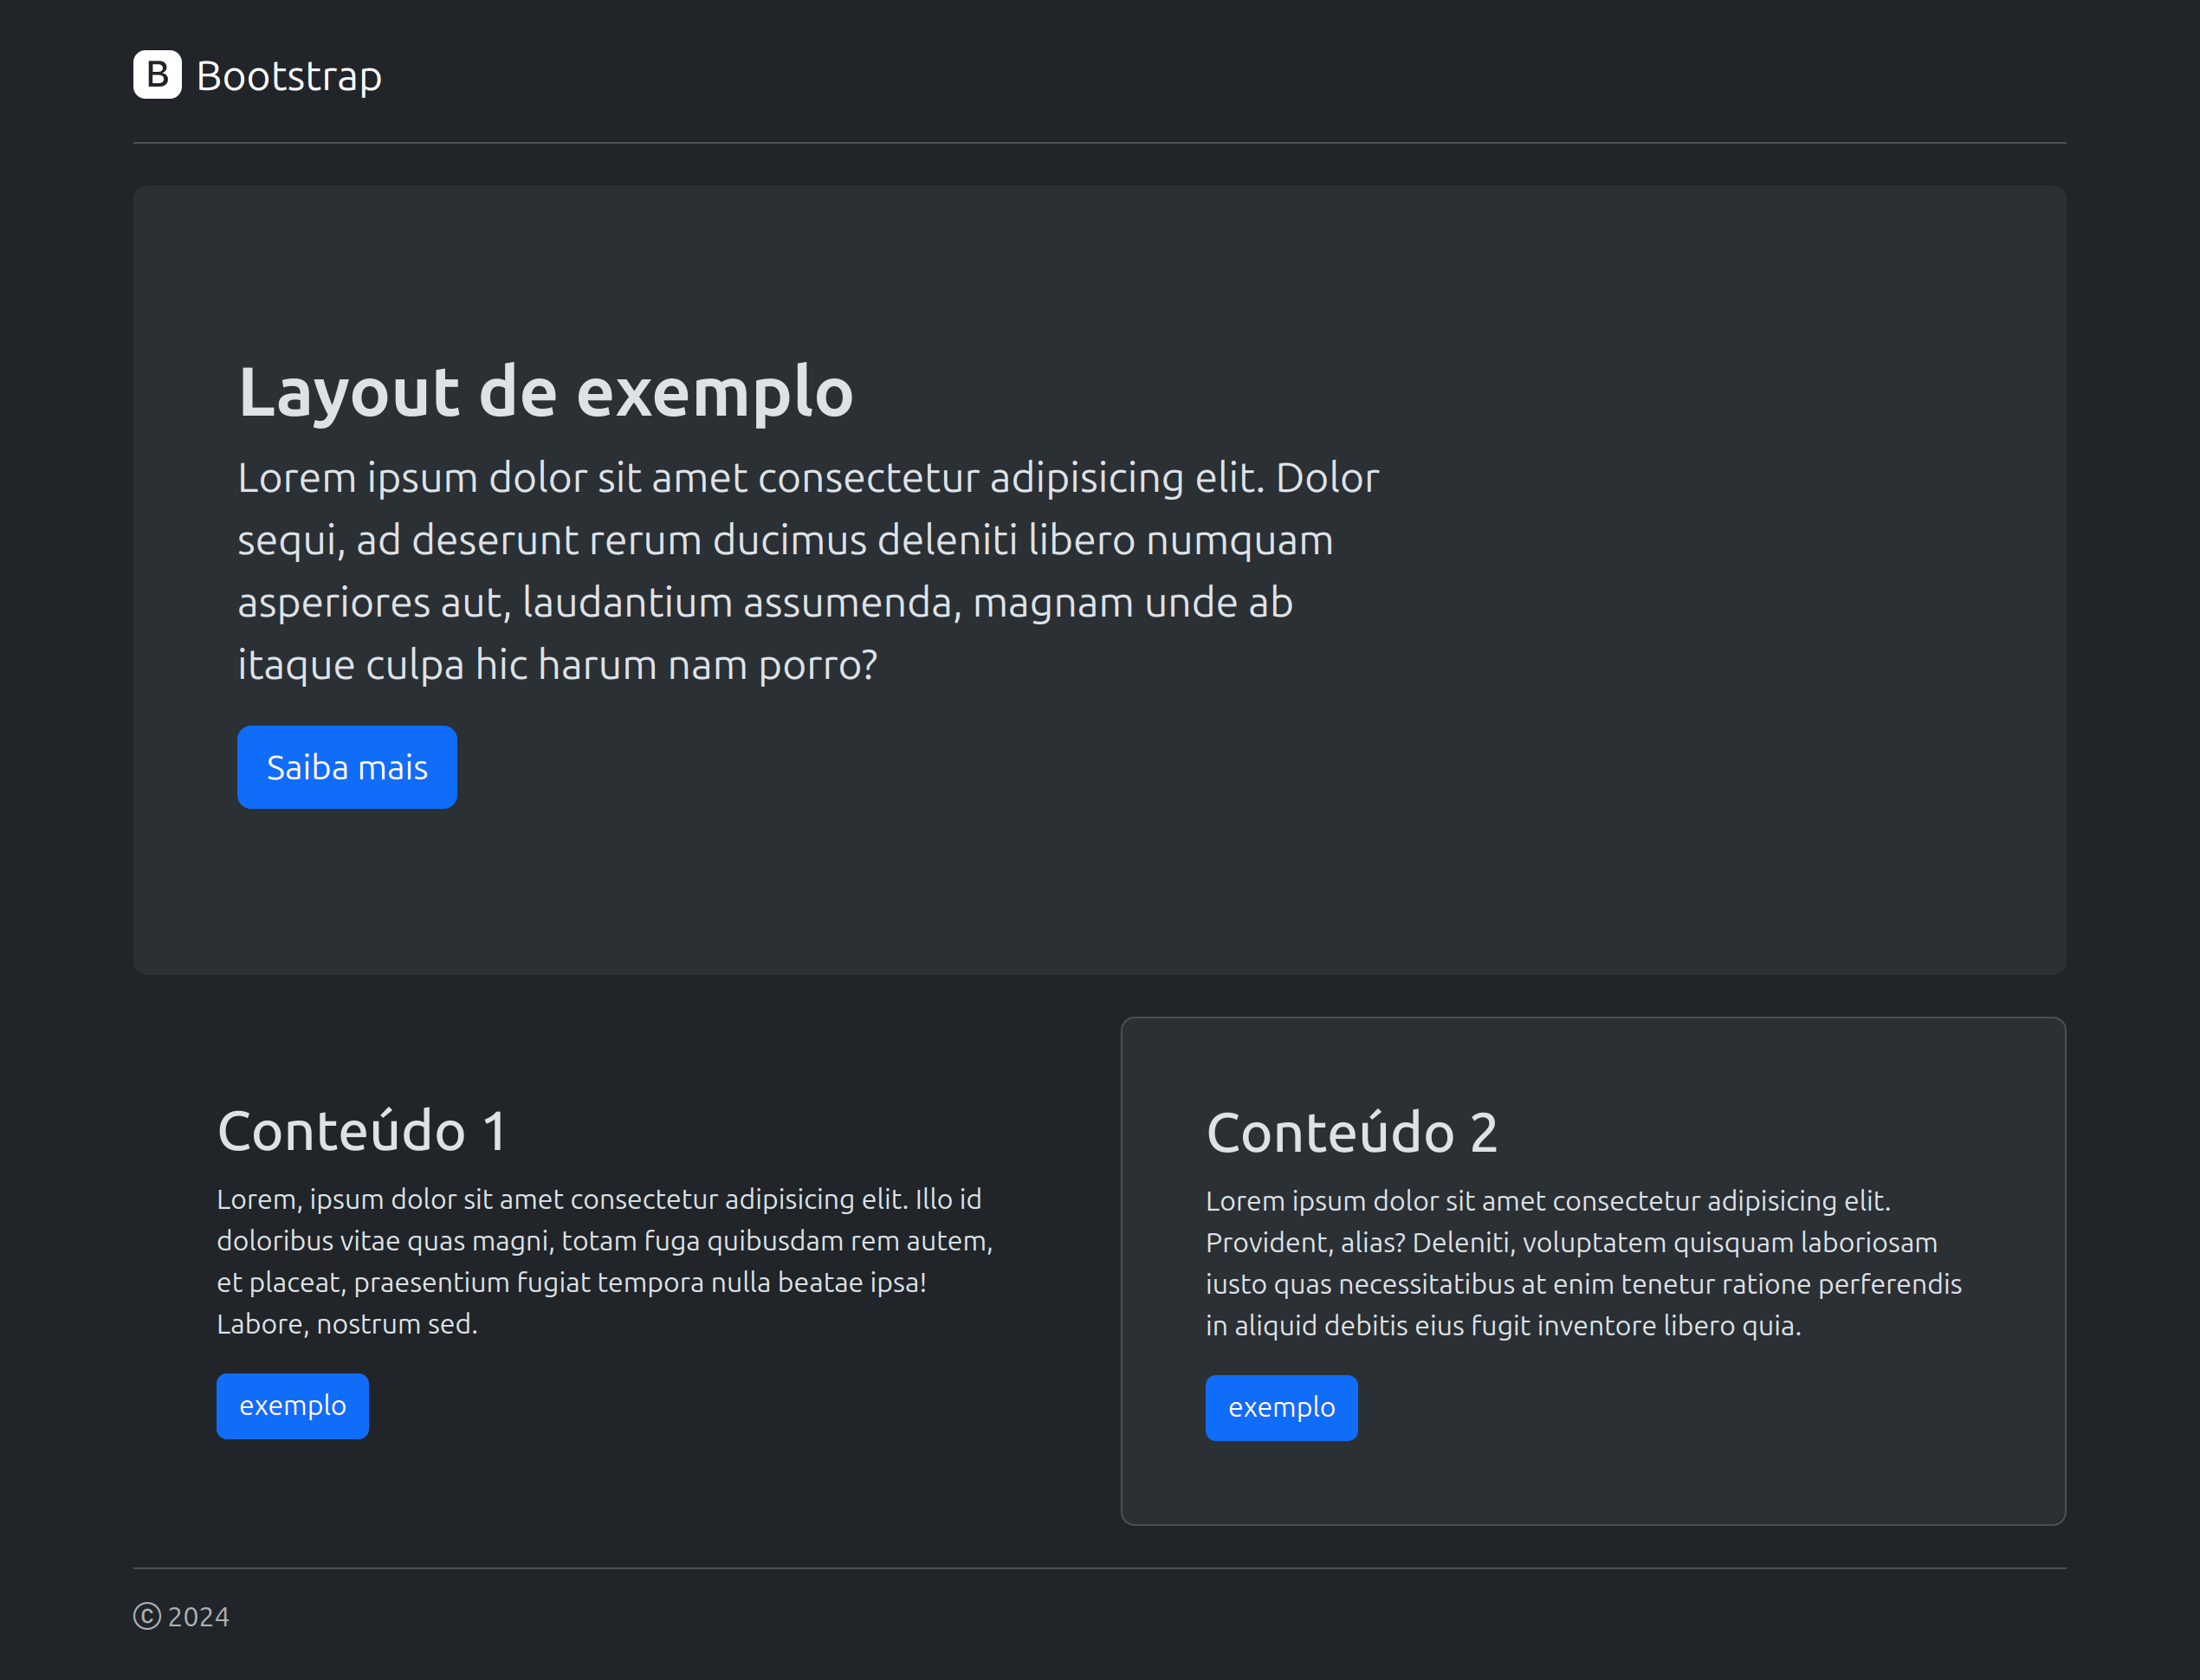 B Bootstrap
Layout de exemplo
Lorem ipsum dolor sit amet consectetur adipisicing elit. Dolor
sequi, ad deserunt rerum ducimus deleniti libero numquam
asperiores aut, laudantium assumenda, magnam unde ab
itaque culpa hic harum nam porro?
Saiba mais
Conteúdo 1
Lorem, ipsum dolor sit amet consectetur adipisicing elit. Illo id
doloribus vitae quas magni, totam fuga quibusdam rem autem,
et placeat, praesentium fugiat tempora nulla beatae ipsa!
Labore, nostrum sed.
exemplo
Conteúdo 2
Lorem ipsum dolor sit amet consectetur adipisicing elit.
Provident, alias? Deleniti, voluptatem quisquam laboriosam
iusto quas necessitatibus at enim tenetur ratione perferendis
in aliquid debitis eius fugit inventore libero quia.
exemplo
© 2024